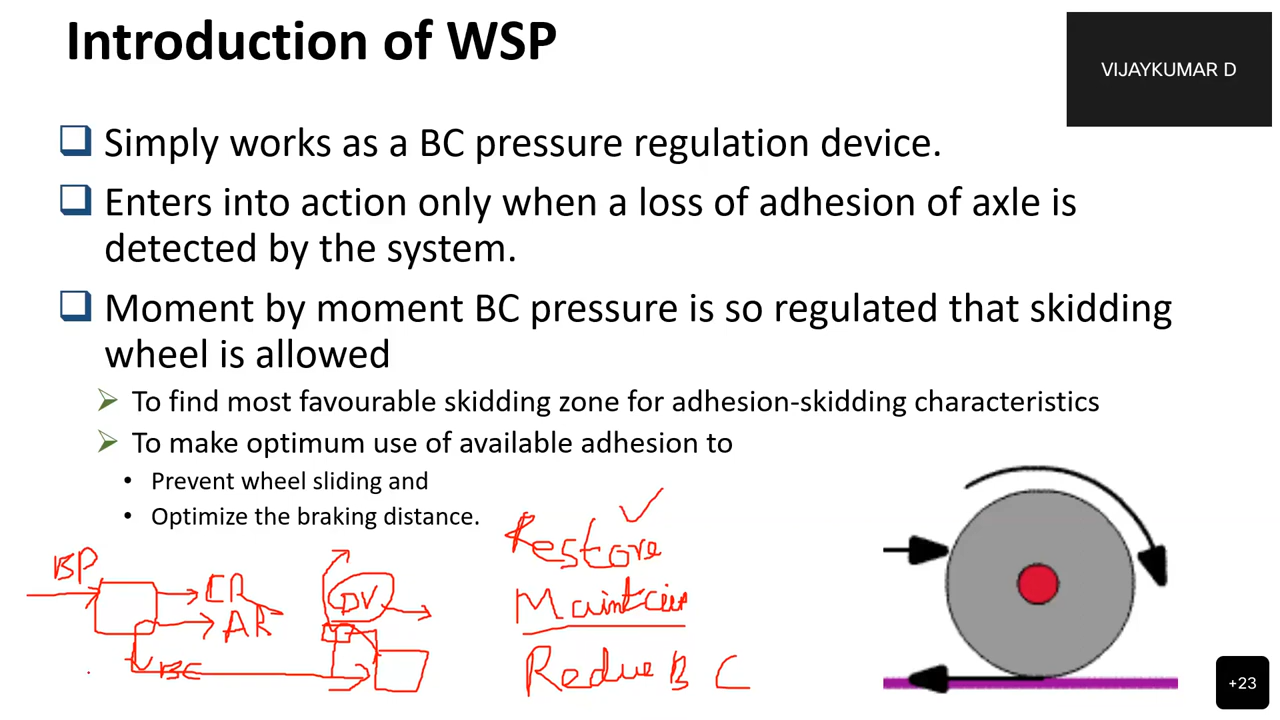 Introduction of WSP
VIJAYKUMAR D
Simply works as a BC pressure regulation device.
Enters into action only when a loss of adhesion of axle is
detected by the system.
Moment by moment BC pressure is so regulated that skidding
wheel is allowed
To find most favourable skidding zone for adhesion-skidding characteristics
To make optimum use of available adhesion to
Prevent wheel sliding and
Optimize the braking distance.
Restore
BP
CR
DV
Maintain
AR
BC
Redue B C
+23